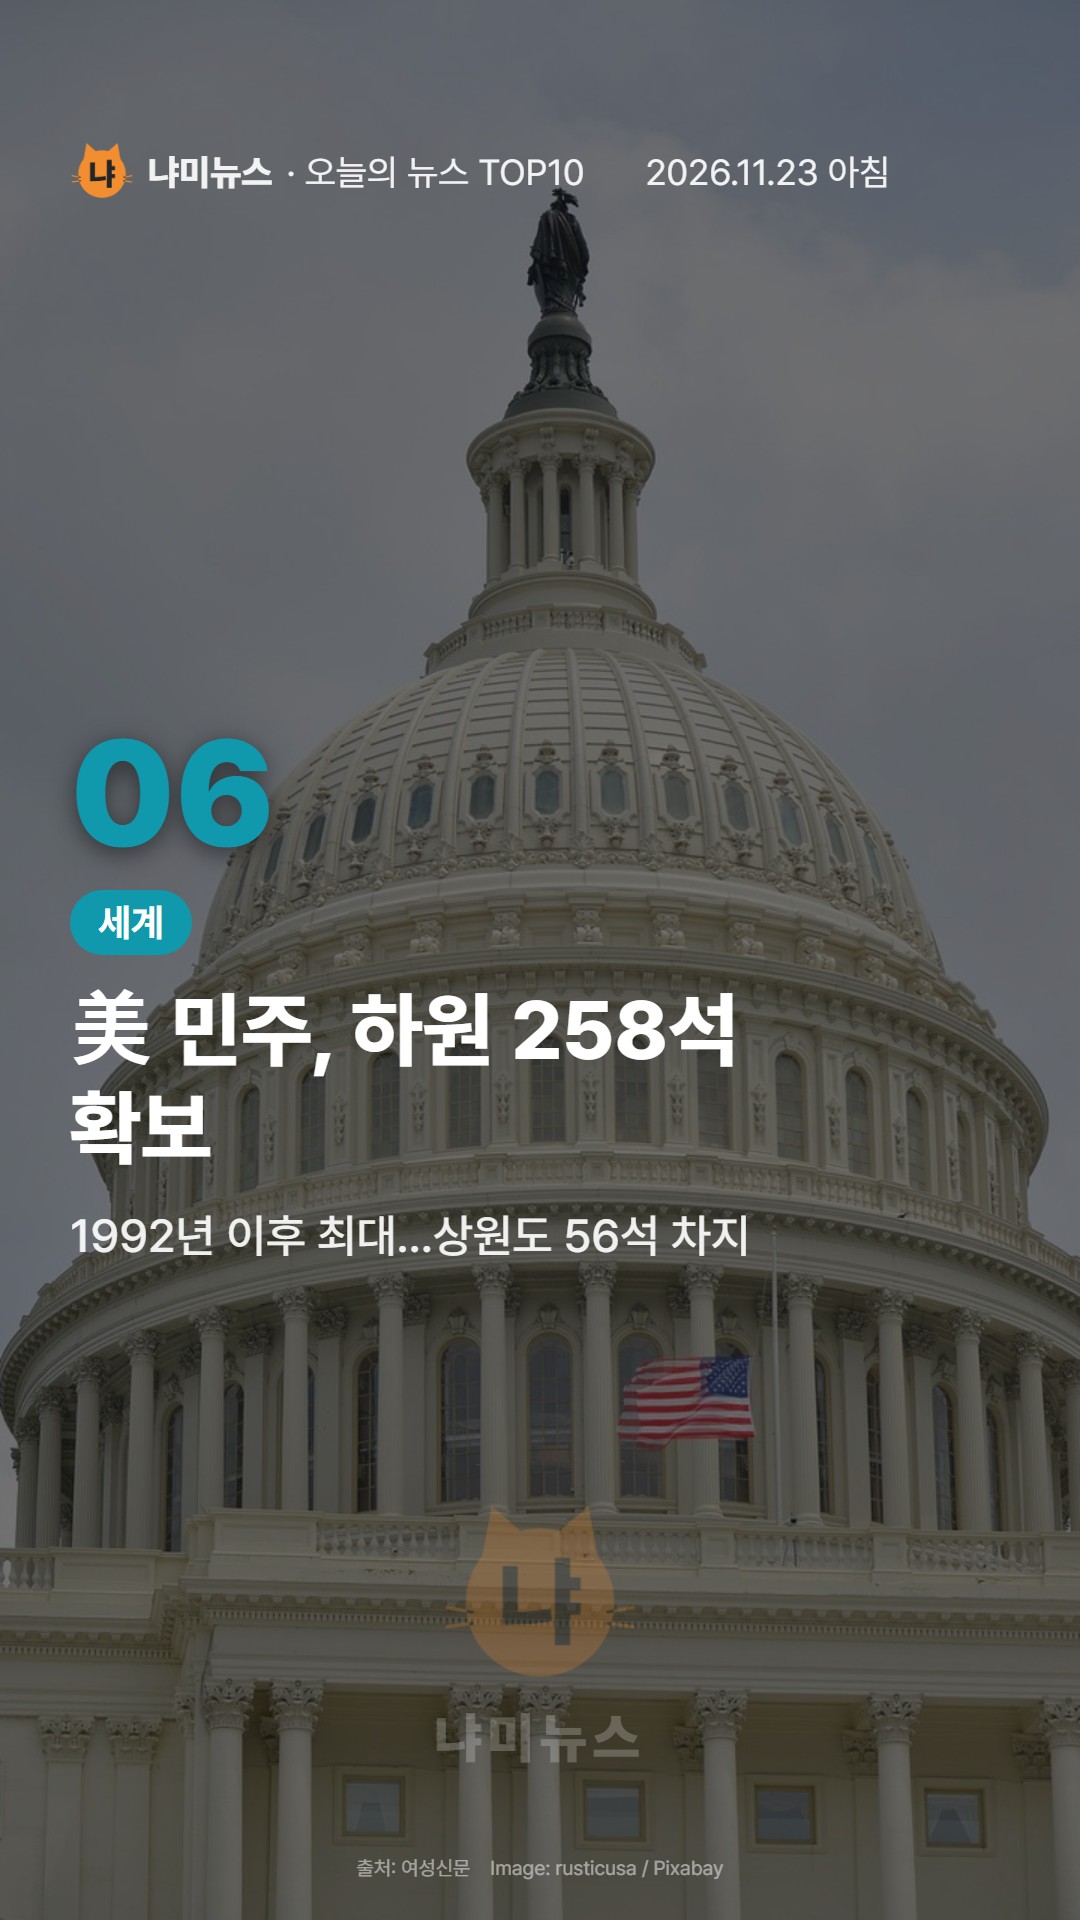 냐 냐미뉴스 · 오늘의 뉴스 TOP10 2026.11.23 아침
06
세계
美 민주, 하원 258석
확보
1992년 이후 최대...상원도 56석 차지
냐
냐미뉴스
출처: 여성신문 Image: rusticusa / Pixabay